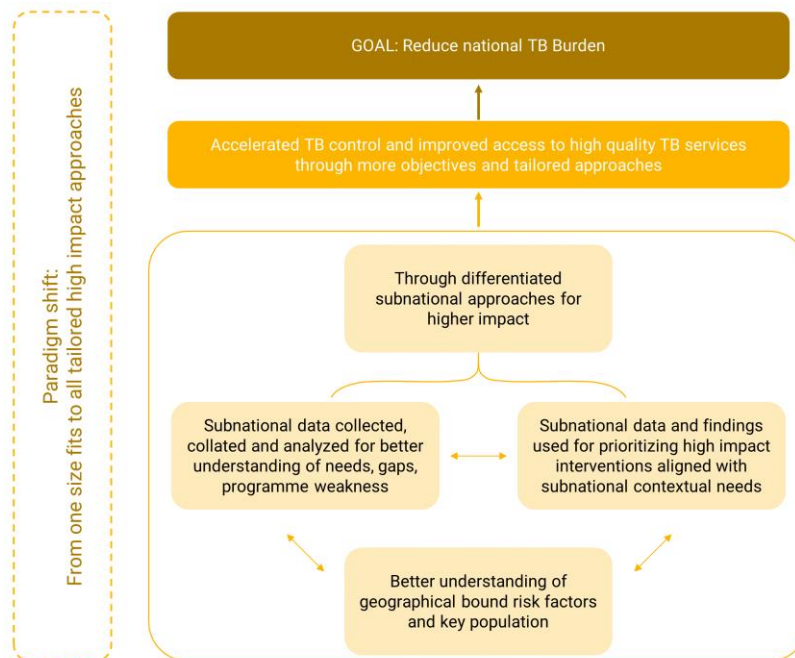 Paradigm shift:
From one size fits to all tailored high impact approaches
GOAL: Reduce national TB Burden
Accelerated TB control and improved access to high quality TB services
through more objectives and tailored approaches
Through differentiated
subnational approaches for
higher impact
Subnational data collected,
collated and analyzed for better
understanding of needs, gaps,
programme weakness
Subnational data and findings
used for prioritizing high impact
interventions aligned with
subnational contextual needs
Better understanding of
geographical bound risk factors
and key population